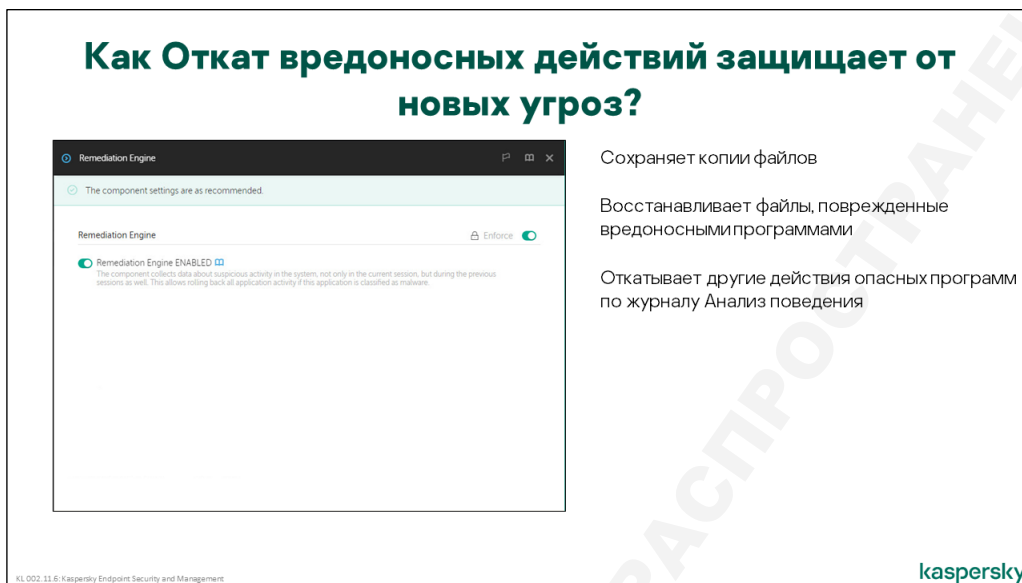 Как Откат вредоносных действий защищает от
новых угроз?
Remediation Engine
The component settings are as recommended.
Remediation Engine
Enforce
Remediation Engine ENABLED
The component collects data about suspicious activity in the system, not only in the current session, but during the previous
sessions as well. This allows rolling back all application activity if this application is classified as malware.
Сохраняет копии файлов
Восстанавливает файлы, поврежденные
вредоносными программами
Откатывает другие действия опасных программ
по журналу Анализ поведения
KL 002.11.6: Kaspersky Endpoint Security and Management
kaspersky